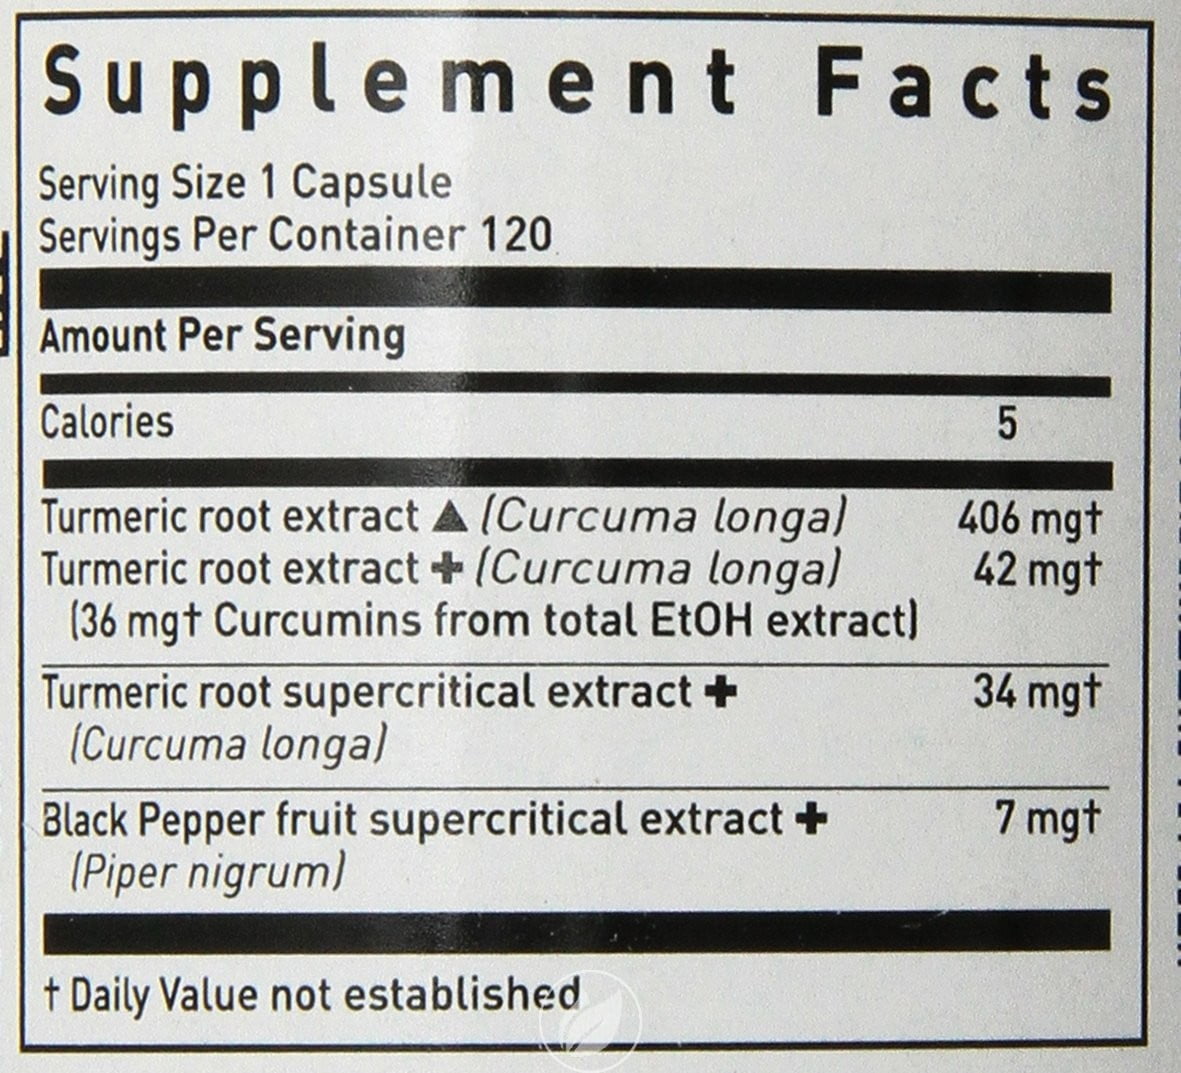 Supplement Facts
Serving Size 1 Capsule
Servings Per Container 120
Amount Per Serving
Calories 5
Turmeric root extract ▲ (Curcuma longa) 406 mg†
Turmeric root extract ✚ (Curcuma longa) 42 mg†
(36 mg† Curcumins from total EtOH extract)
Turmeric root supercritical extract ✚ 34 mg†
(Curcuma longa)
Black Pepper fruit supercritical extract ✚ 7 mg†
(Piper nigrum)
† Daily Value not established